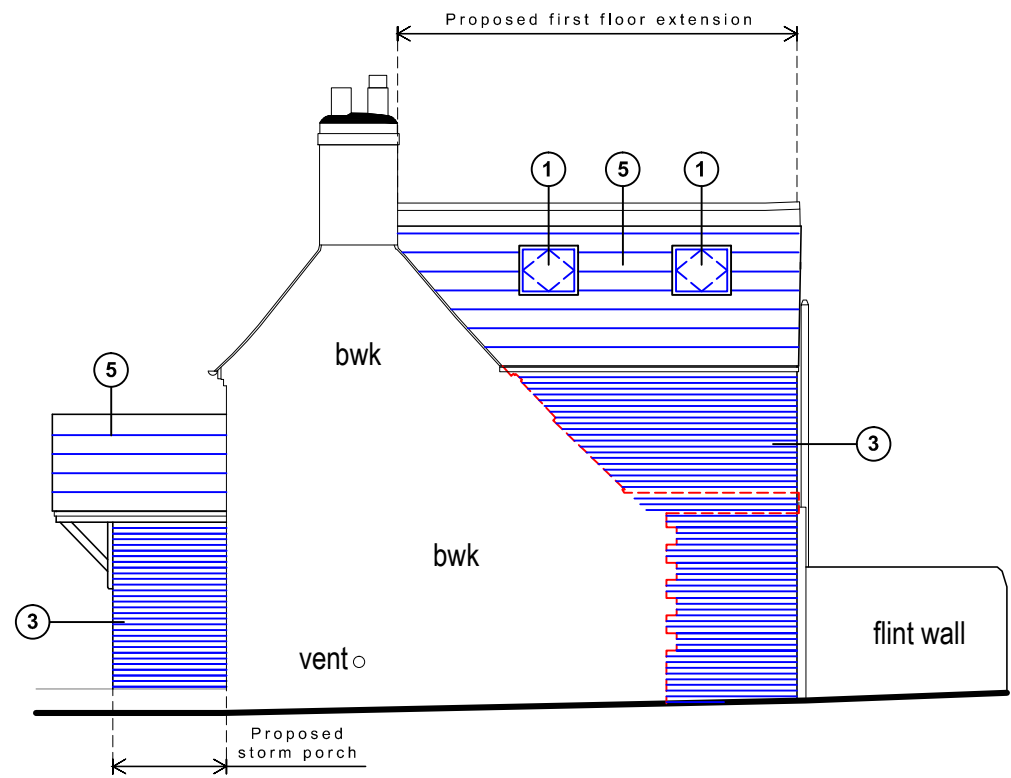 Proposed first floor extension
1
5
1
bwk
5
3
bwk
3
flint wall
vent
Proposed
storm porch